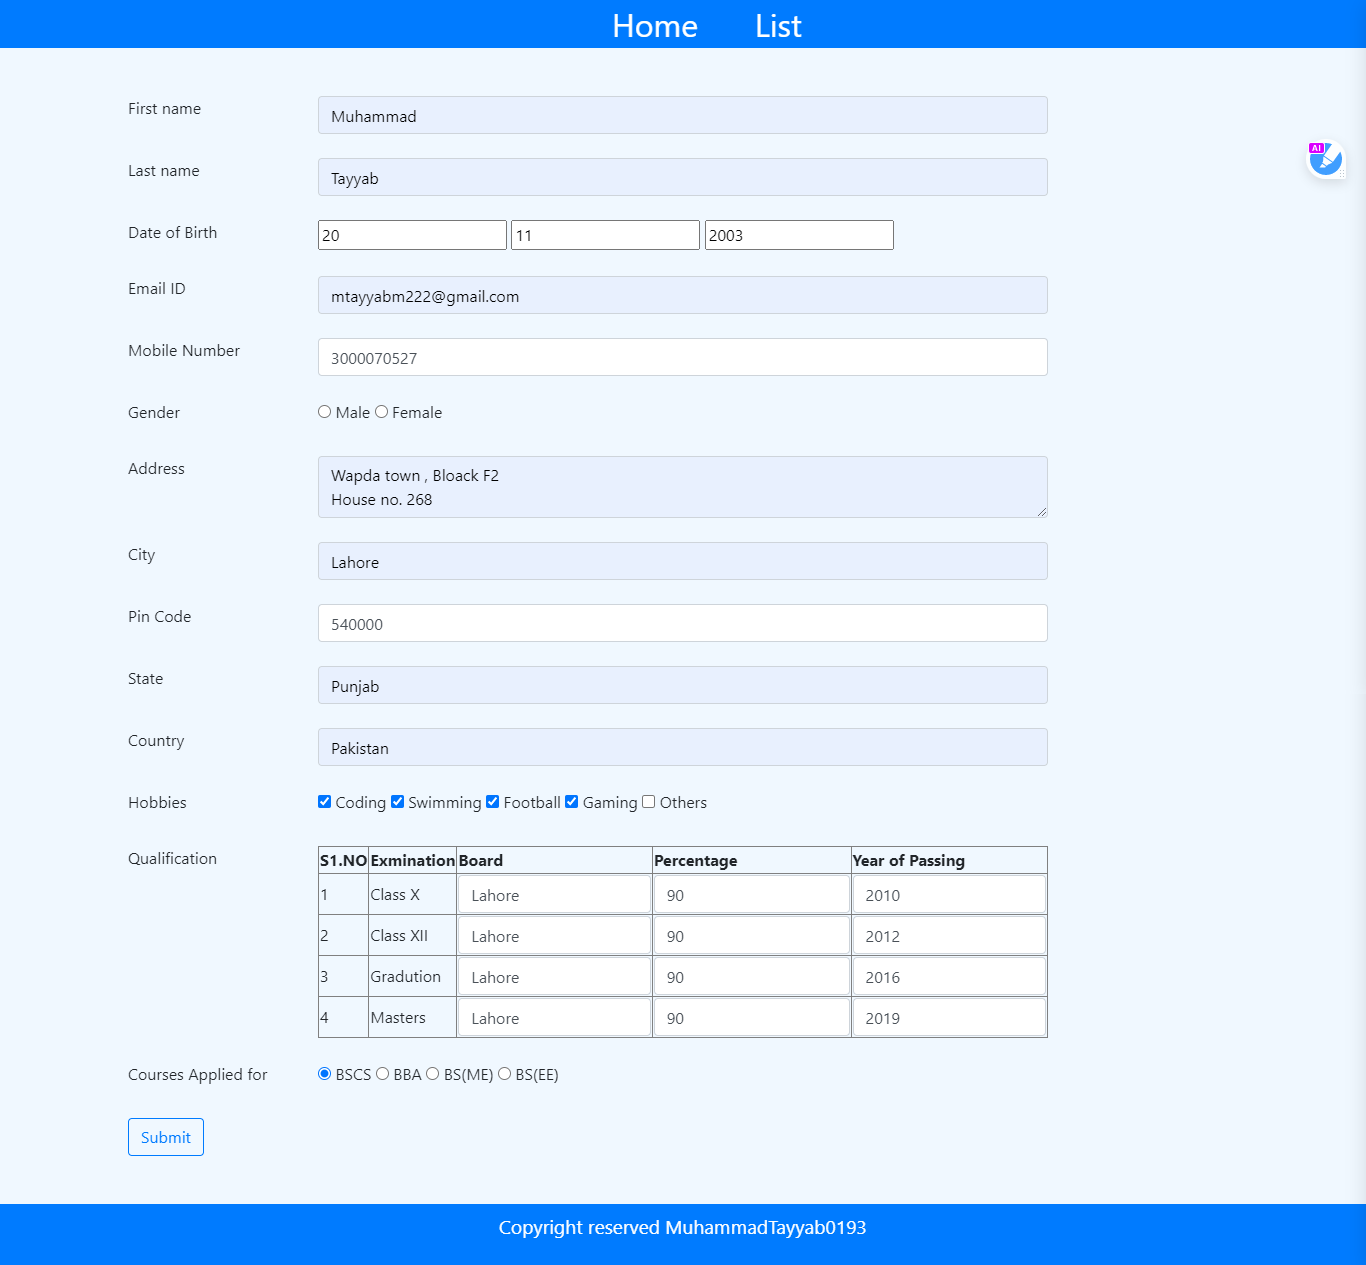 Home List
First name Muhammad
AI
Last name Tayyab
Date of Birth 20 11 2003
Email ID mtayyabm222@gmail.com
Mobile Number 3000070527
Gender Male Female
Address Wapda town , Bloack F2
House no. 268
City Lahore
Pin Code 540000
State Punjab
Country Pakistan
Hobbies Coding Swimming Football Gaming Others
Qualification S1.NO Exmination Board Percentage Year of Passing
1 Class X Lahore 90 2010
2 Class XII Lahore 90 2012
3 Gradution Lahore 90 2016
4 Masters Lahore 90 2019
Courses Applied for BSCS BBA BS(ME) BS(EE)
Submit
Copyright reserved MuhammadTayyab0193